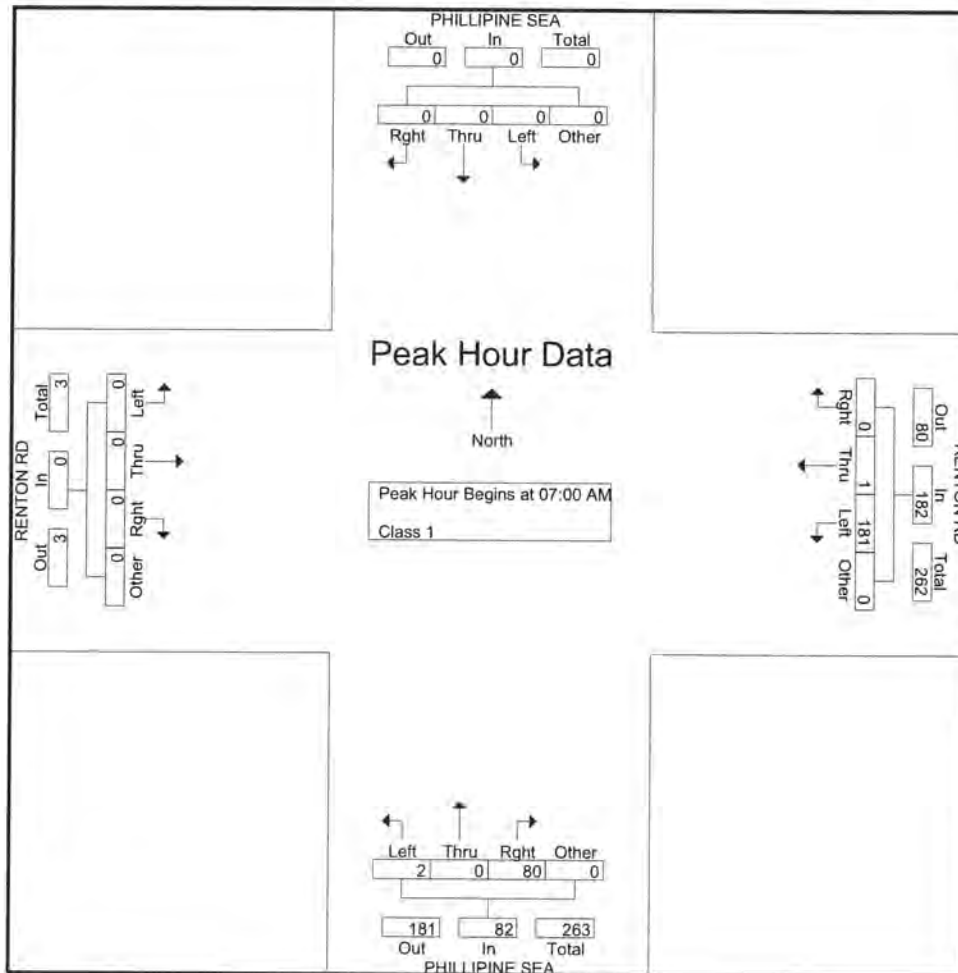 PHILLIPINE SEA
Out In Total
0 0 0
0 0 0 0
Rght Thru Left Other
Peak Hour Data
North
Peak Hour Begins at 07:00 AM
Class 1
RENTON RD
Total In Out
3 0 3
0 0 0 0
Left Thru Rght Other
Rght Thru Left Other
0 1 181 0
80 182 262
Out In Total
RENTON RD
Left Thru Rght Other
2 0 80 0
181 82 263
Out In Total
PHILLIPINE SEA